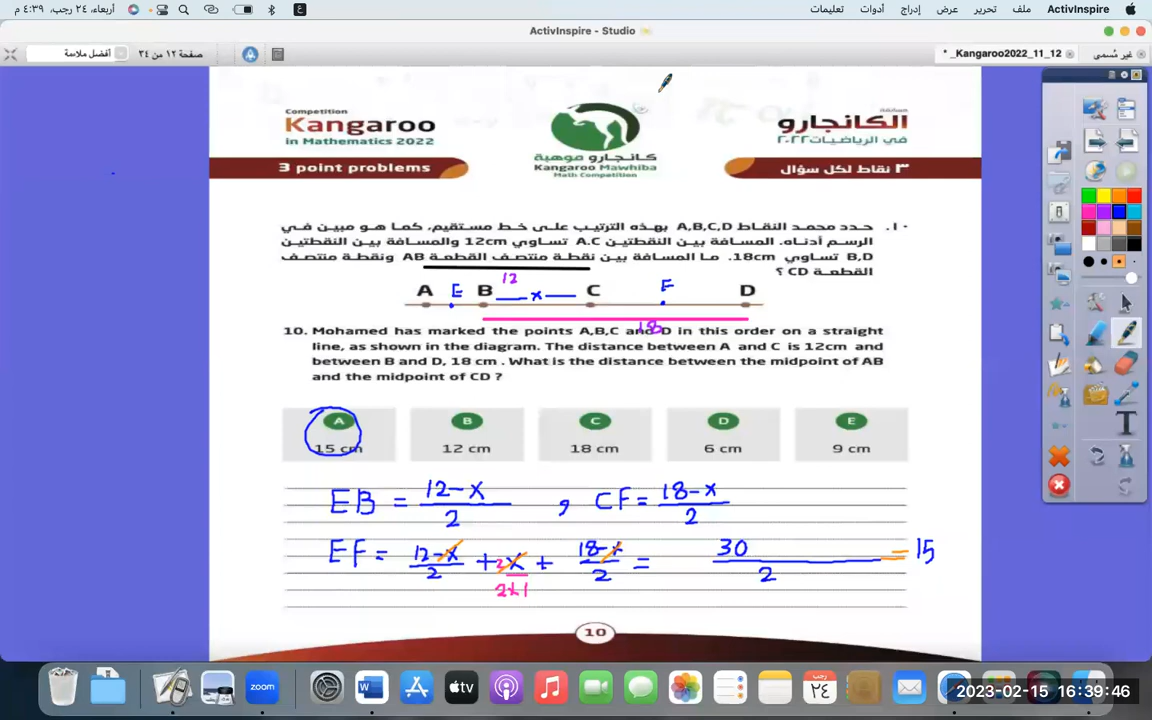 أربعاء، ٢٤ رجب، ٤:٣٩ م
ع
تعليمات أدوات إدراج عرض تحرير ملف ActivInspire
ActivInspire - Studio
أفضل ملاءمة
صفحة ١٢ من ٣٤
Kangaroo2022_11_12_ *
غير مُسمى
Competition
Kangaroo
in Mathematics 2022
كانجارو موهبة
Kangaroo Mawhiba
Math Competition
مسابقة
الكانجارو
في الرياضيات ٢٠٢٢
3 point problems
٣ نقاط لكل سؤال
١٠. حدد محمد النقاط A,B,C,D بهذه الترتيب على خط مستقيم، كما هو مبين في
الرسم أدناه. المسافة بين النقطتين A,C تساوي 12cm والمسافة بين النقطتين
B,D تساوي 18cm. ما المسافة بين نقطة منتصف القطعة AB ونقطة منتصف
القطعة CD ؟
12
A E B x C F D
18
10. Mohamed has marked the points A,B,C and D in this order on a straight
line, as shown in the diagram. The distance between A and C is 12cm and
between B and D, 18 cm . What is the distance between the midpoint of AB
and the midpoint of CD ?
A B C D E
15 cm 12 cm 18 cm 6 cm 9 cm
EB = 12-x / 2 , CF = 18-x / 2
EF = 12-x / 2 + 2x / 2×1 + 18-x / 2 = 30 / 2 = 15
10
T
zoom
W
tv
٢٤
2023-02-15 16:39:46